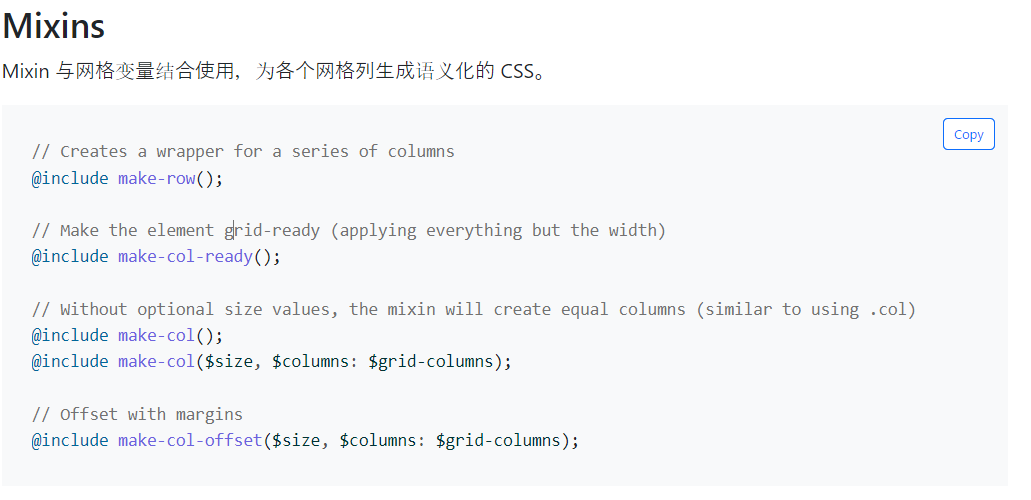 Mixins
Mixin 与网格变量结合使用，为各个网格列生成语义化的 CSS。
Copy
// Creates a wrapper for a series of columns
@include make-row();
// Make the element grid-ready (applying everything but the width)
@include make-col-ready();
// Without optional size values, the mixin will create equal columns (similar to using .col)
@include make-col();
@include make-col($size, $columns: $grid-columns);
// Offset with margins
@include make-col-offset($size, $columns: $grid-columns);